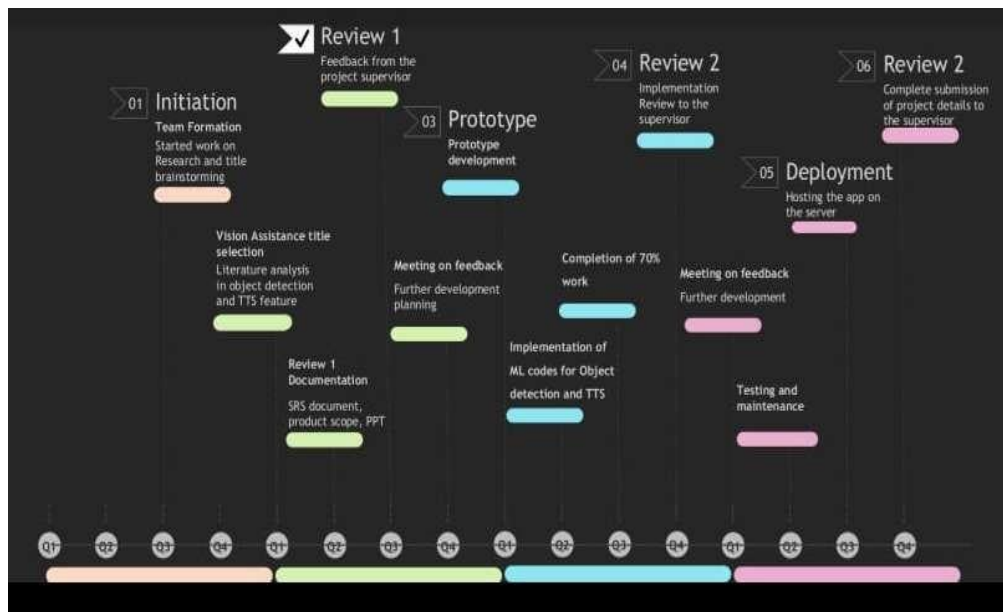 Review 1
Feedback from the
project supervisor
04
Review 2
Implementation
Review to the
supervisor
06
Review 2
Complete submission
of project details to
the supervisor
01
Initiation
Team Formation
Started work on
Research and title
brainstorming
03
Prototype
Prototype
development
05
Deployment
Hosting the app on
the server
Vision Assistance title
selection
Literature analysis
in object detection
and TTS feature
Meeting on feedback
Further development
planning
Completion of 70%
work
Meeting on feedback
Further development
Review 1
Documentation
SRS document,
product scope, PPT
Implementation of
ML codes for Object
detection and TTS
Testing and
maintenance
Q1 Q2 Q3 Q4 Q1 Q2 Q3 Q4 Q1 Q2 Q3 Q4 Q1 Q2 Q3 Q4